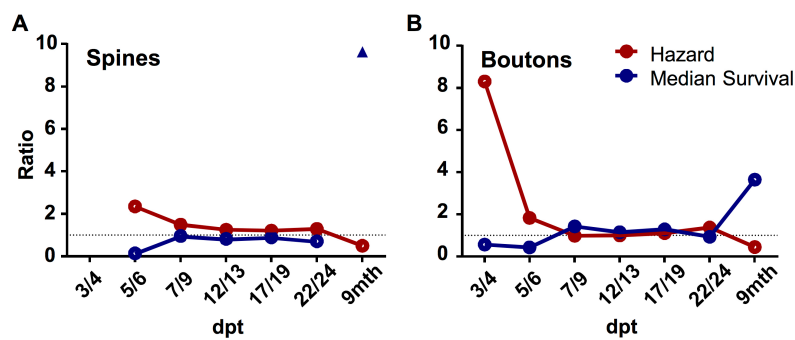 A
Spines
10
8
6
4
2
0
Ratio
3/4
5/6
7/9
12/13
17/19
22/24
9mth
dpt
B
Boutons
Hazard
Median Survival
10
8
6
4
2
0
3/4
5/6
7/9
12/13
17/19
22/24
9mth
dpt